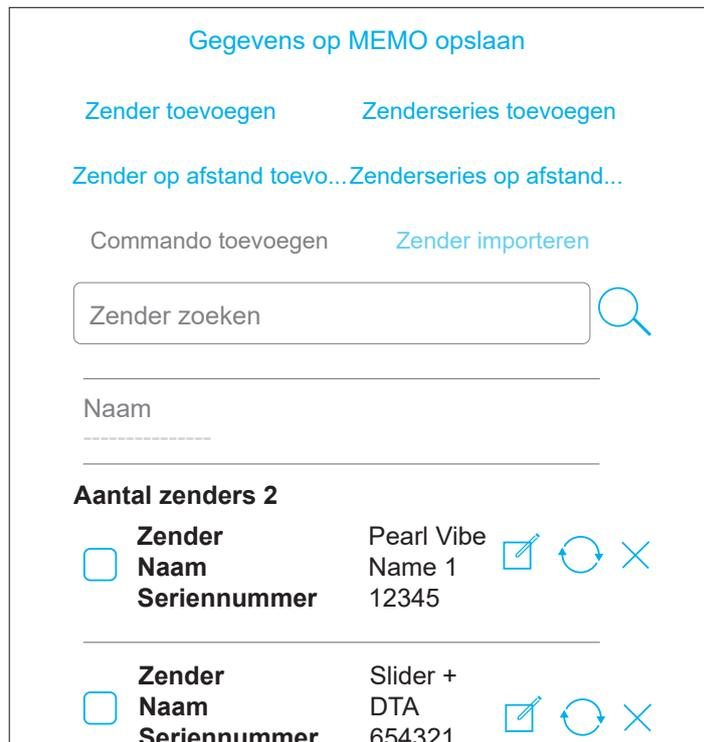 Gegevens op MEMO opslaan
Zender toevoegen Zenderseries toevoegen
Zender op afstand toevo... Zenderseries op afstand...
Commando toevoegen Zender importeren
Zender zoeken
Naam
---------------
Aantal zenders 2
Zender Pearl Vibe
Naam Name 1
Seriennummer 12345
Zender Slider +
Naam DTA
Seriennummer 654321